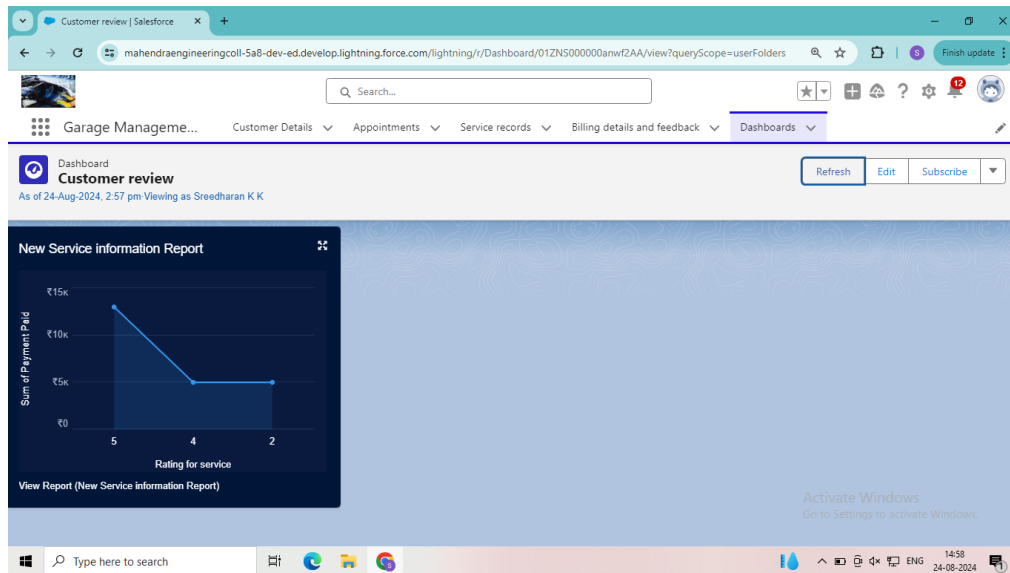 Customer review | Salesforce
mahendraengineeringcoll-5a8-dev-ed.develop.lightning.force.com/lightning/r/Dashboard/01ZNS000000anwf2AA/view?queryScope=userFolders
S
Finish update
Search...
12
Garage Manageme...
Customer Details
Appointments
Service records
Billing details and feedback
Dashboards
Dashboard
Customer review
As of 24-Aug-2024, 2:57 pm·Viewing as Sreedharan K K
Refresh
Edit
Subscribe
New Service information Report
Sum of Payment Paid
₹15K
₹10K
₹5K
₹0
5 4 2
Rating for service
View Report (New Service information Report)
Activate Windows
Go to Settings to activate Windows.
Type here to search
ENG
14:58
24-08-2024
1